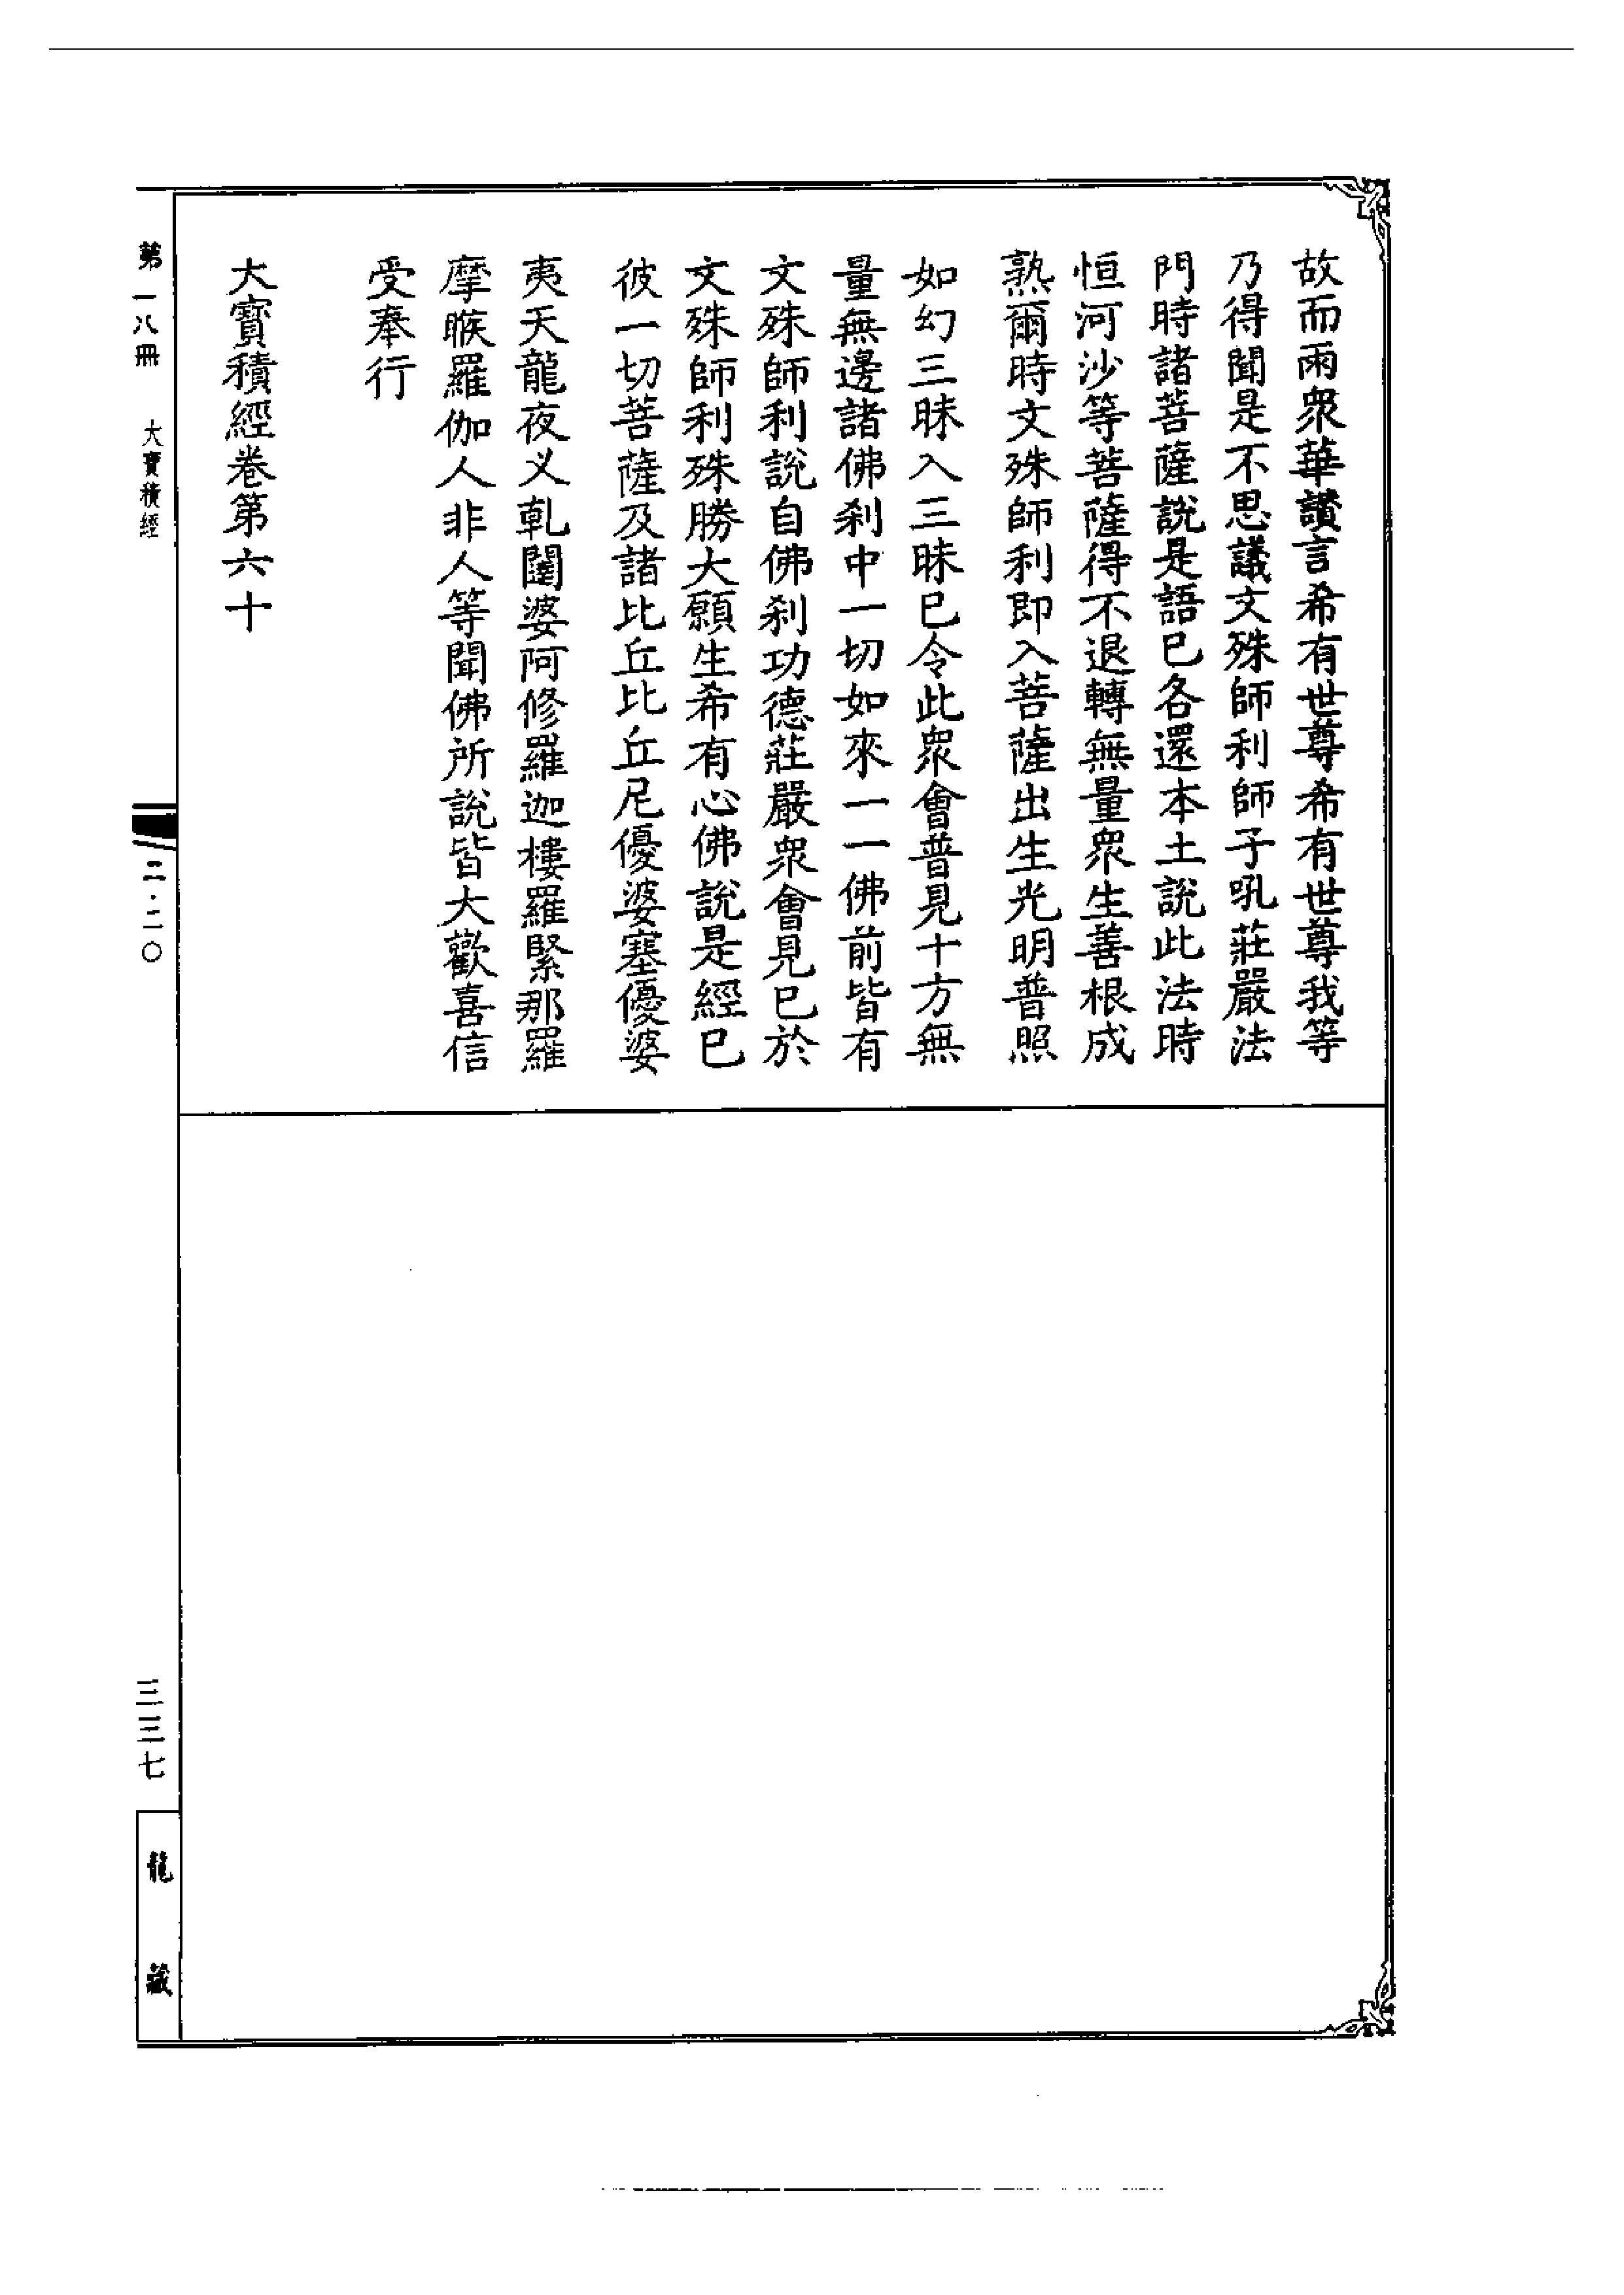 故而雨衆華讚言希有世尊希有世尊我等
乃得聞是不思議文殊師利師子吼莊嚴法
門時諸菩薩說是語已各還本土說此法時
恒河沙等菩薩得不退轉無量衆生善根成
熟爾時文殊師利即入菩薩出生光明普照
如幻三昧入三昧已令此衆會普見十方無
量無邊諸佛刹中一切如來一一佛前皆有
文殊師利說自佛刹功德莊嚴衆會見已於
文殊師利殊勝大願生希有心佛說是經已
彼一切菩薩及諸比丘比丘尼優婆塞優婆
夷天龍夜叉乾闥婆阿修羅迦樓羅緊那羅
摩睺羅伽人非人等聞佛所說皆大歡喜信
受奉行
大寶積經卷第六十
第一八冊 大寶積經 二·二〇 三三七 龍藏